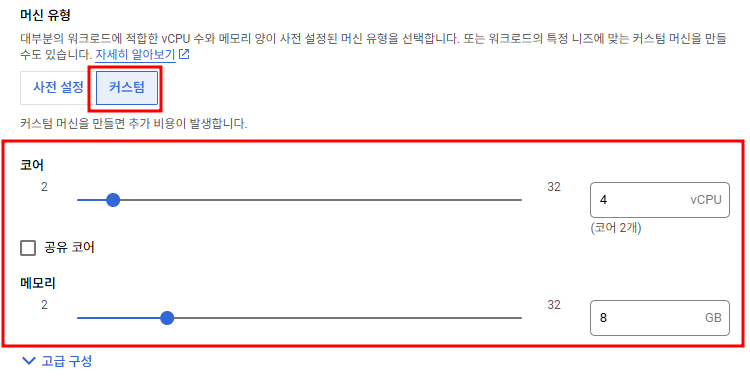 머신 유형
대부분의 워크로드에 적합한 vCPU 수와 메모리 양이 사전 설정된 머신 유형을 선택합니다. 또는 워크로드의 특정 니즈에 맞는 커스텀 머신을 만들
수도 있습니다. 자세히 알아보기
사전 설정 커스텀
커스텀 머신을 만들면 추가 비용이 발생합니다.
코어
2 32 4 vCPU
(코어 2개)
공유 코어
메모리
2 32 8 GB
고급 구성